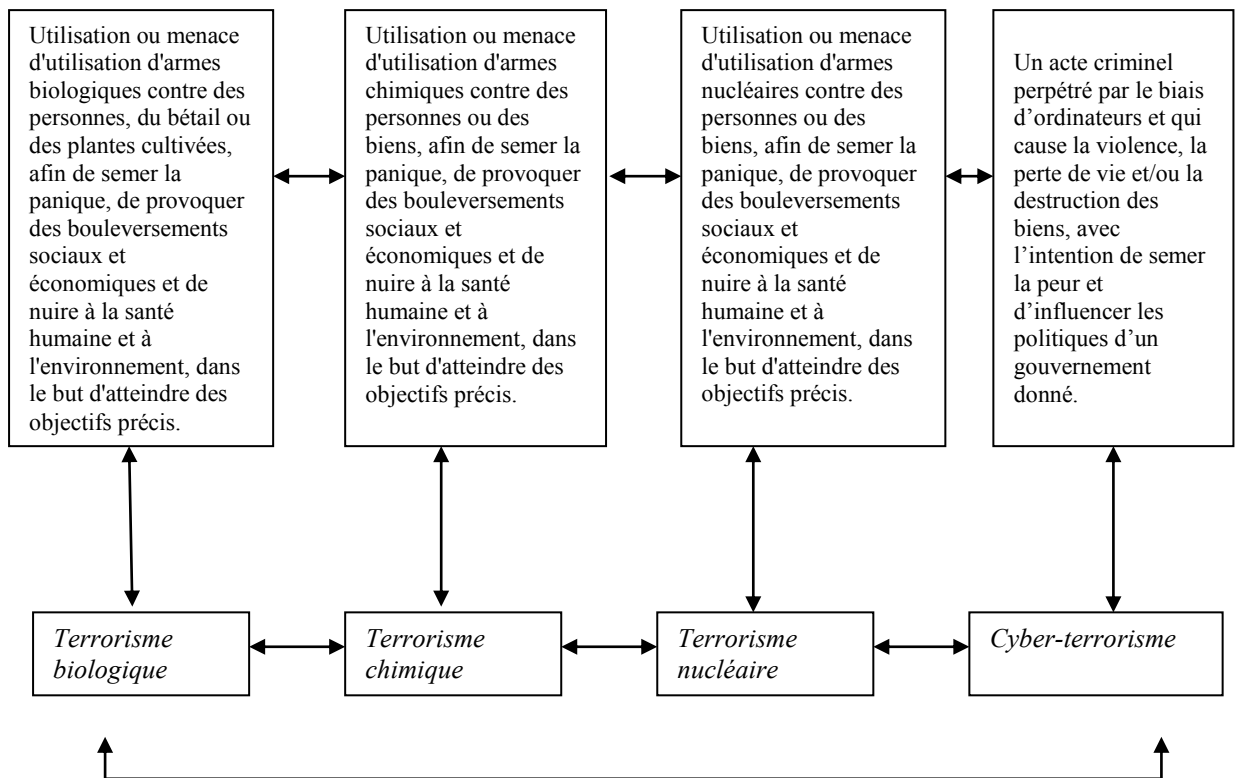 Utilisation ou menace
d'utilisation d'armes
biologiques contre des
personnes, du bétail ou
des plantes cultivées,
afin de semer la
panique, de provoquer
des bouleversements
sociaux et
économiques et de
nuire à la santé
humaine et à
l'environnement, dans
le but d'atteindre des
objectifs précis.
Utilisation ou menace
d'utilisation d'armes
chimiques contre des
personnes ou des
biens, afin de semer la
panique, de provoquer
des bouleversements
sociaux et
économiques et de
nuire à la santé
humaine et à
l'environnement, dans
le but d'atteindre des
objectifs précis.
Utilisation ou menace
d'utilisation d'armes
nucléaires contre des
personnes ou des
biens, afin de semer la
panique, de provoquer
des bouleversements
sociaux et
économiques et de
nuire à la santé
humaine et à
l'environnement, dans
le but d'atteindre des
objectifs précis.
Un acte criminel
perpétré par le biais
d’ordinateurs et qui
cause la violence, la
perte de vie et/ou la
destruction des
biens, avec
l’intention de semer
la peur et
d’influencer les
politiques d’un
gouvernement
donné.
Terrorisme
biologique
Terrorisme
chimique
Terrorisme
nucléaire
Cyber-terrorisme